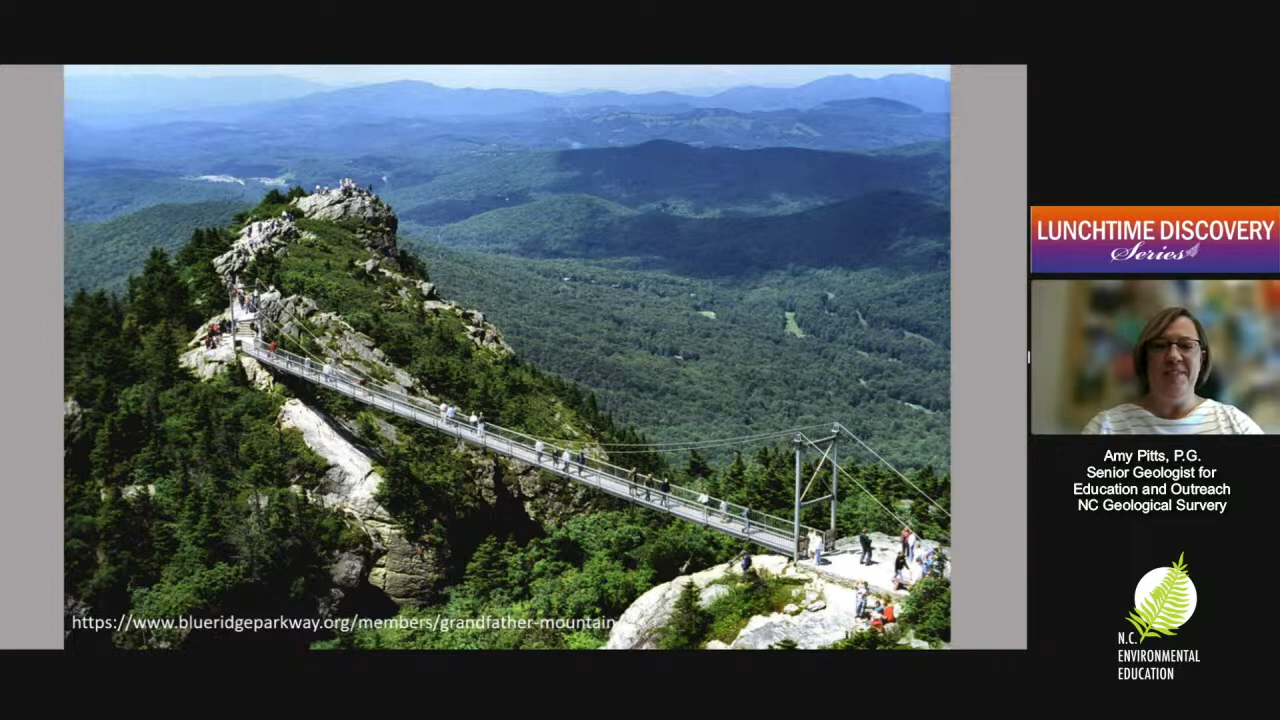 https://www.blueridgeparkway.org/members/grandfather-mountain
LUNCHTIME DISCOVERY
Series
Amy Pitts, P.G.
Senior Geologist for
Education and Outreach
NC Geological Survey
N.C.
ENVIRONMENTAL
EDUCATION